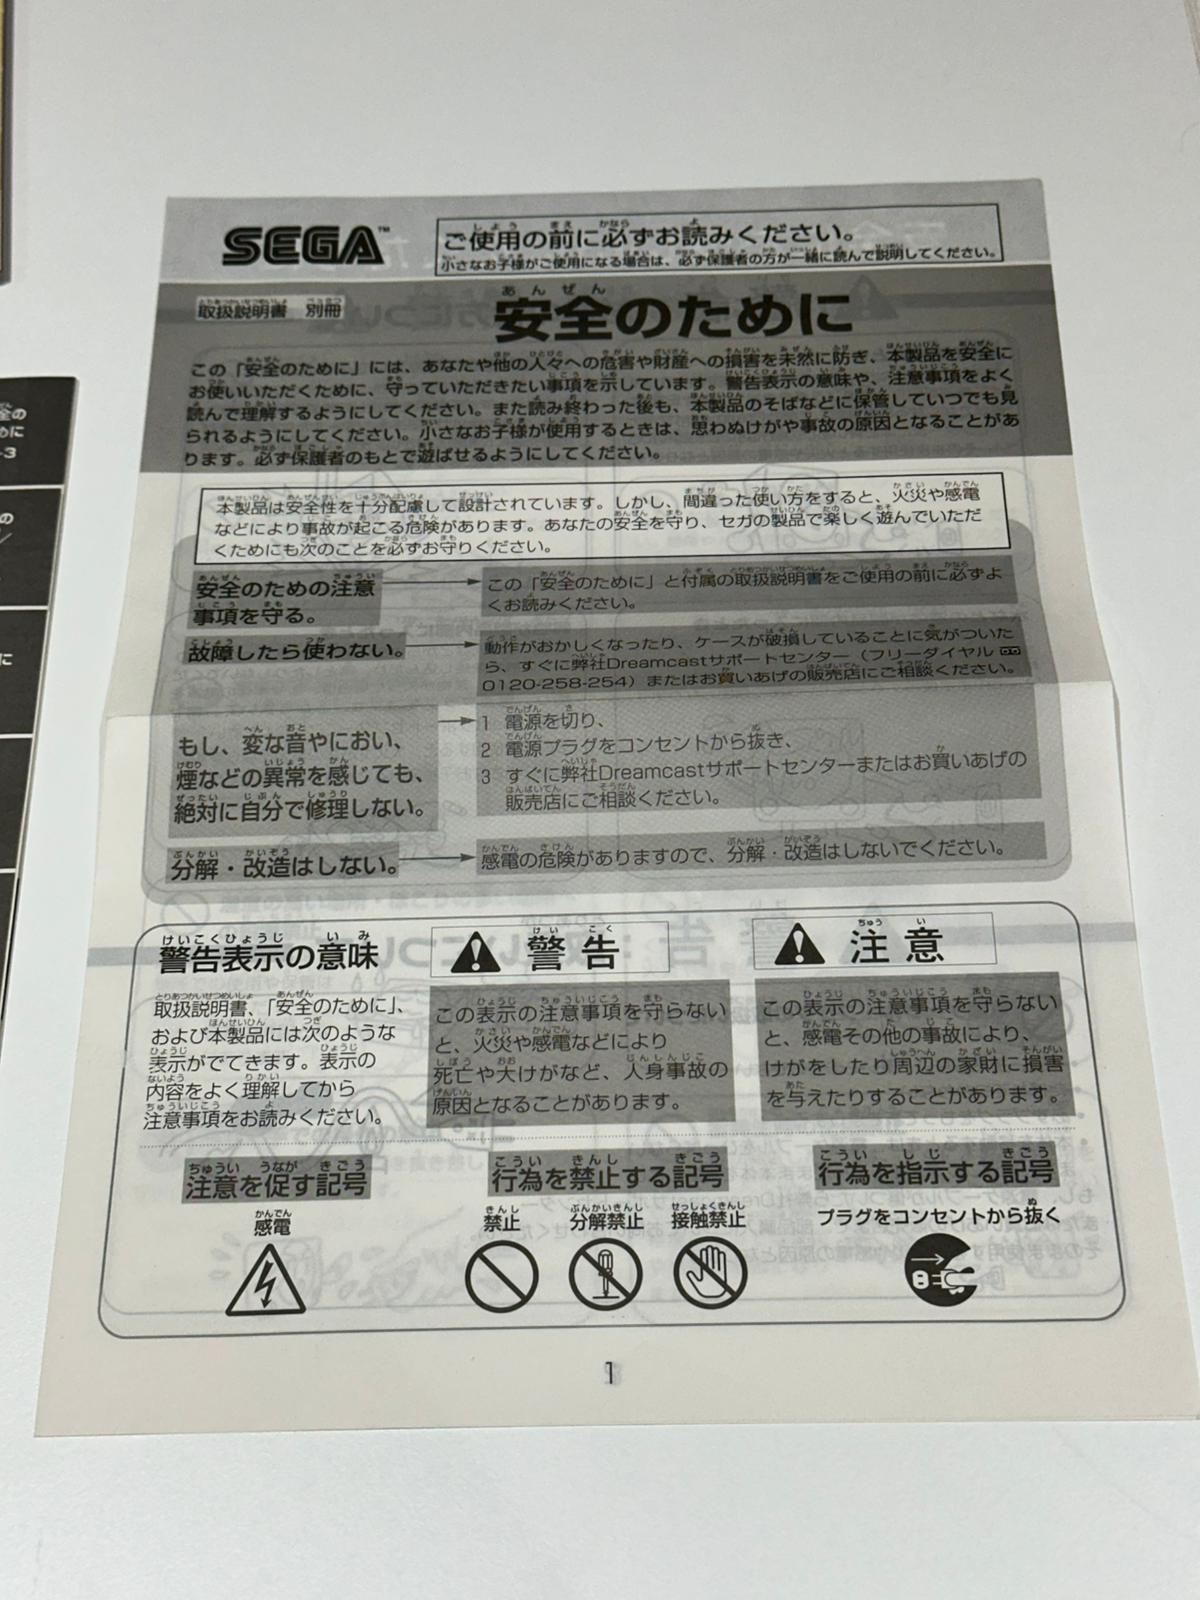 SEGA™
ご使用の前に必ずお読みください。
小さなお子様がご使用になる場合は、必ず保護者の方が一緒に読んで説明してください。
取扱説明書 別冊
安全のために
この「安全のために」には、あなたや他の人々への危害や財産への損害を未然に防ぎ、本製品を安全に
お使いいただくために、守っていただきたい事項を示しています。警告表示の意味や、注意事項をよく
読んで理解するようにしてください。また読み終わった後も、本製品のそばなどに保管していつでも見
られるようにしてください。小さなお子様が使用するときは、思わぬけがや事故の原因となることがあ
ります。必ず保護者のもとで遊ばせるようにしてください。
本製品は安全性を十分配慮して設計されています。しかし、間違った使い方をすると、火災や感電
などにより事故が起こる危険があります。あなたの安全を守り、セガの製品で楽しく遊んでいただ
くためにも次のことを必ずお守りください。
安全のための注意
事項を守る。
この「安全のために」と付属の取扱説明書をご使用の前に必ずよ
くお読みください。
故障したら使わない。
動作がおかしくなったり、ケースが破損していることに気がついた
ら、すぐに弊社Dreamcastサポートセンター（フリーダイヤル
0120-258-254）またはお買いあげの販売店にご相談ください。
もし、変な音やにおい、
煙などの異常を感じても、
絶対に自分で修理しない。
1 電源を切り、
2 電源プラグをコンセントから抜き、
3 すぐに弊社Dreamcastサポートセンターまたはお買いあげの
販売店にご相談ください。
分解・改造はしない。
感電の危険がありますので、分解・改造はしないでください。
警告表示の意味
取扱説明書、「安全のために」、
および本製品には次のような
表示がでてきます。表示の
内容をよく理解してから
注意事項をお読みください。
警告
この表示の注意事項を守らない
と、火災や感電などにより
死亡や大けがなど、人身事故の
原因となることがあります。
注意
この表示の注意事項を守らない
と、感電その他の事故により、
けがをしたり周辺の家財に損害
を与えたりすることがあります。
注意を促す記号
感電
行為を禁止する記号
禁止 分解禁止 接触禁止
行為を指示する記号
プラグをコンセントから抜く
1